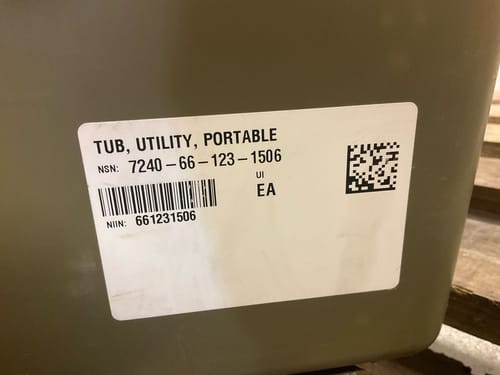 TUB, UTILITY, PORTABLE
NSN: 7240-66-123-1506
UI
EA
NIIN: 661231506